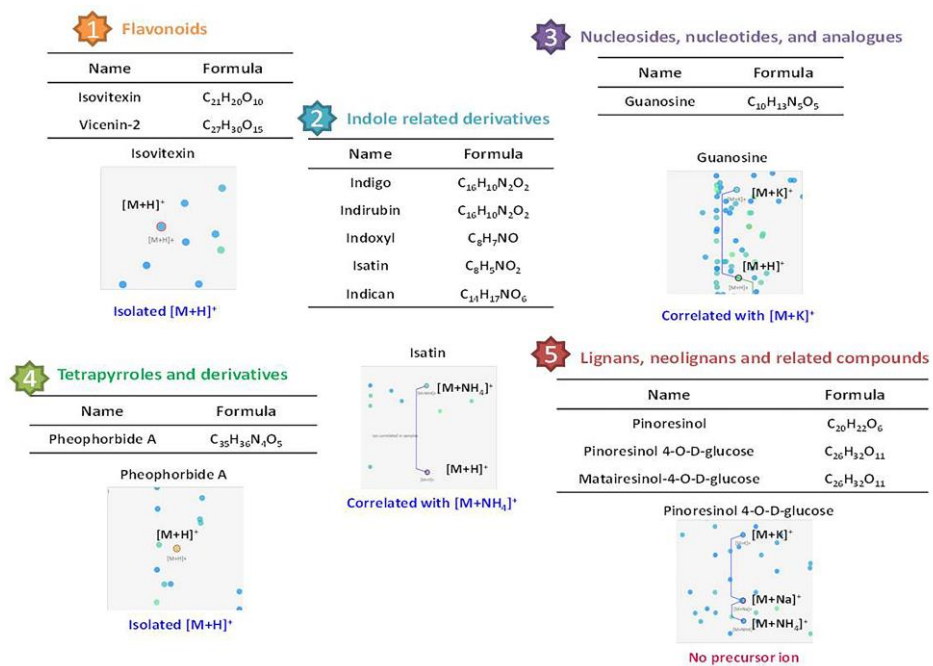 1 Flavonoids
Name Formula
Isovitexin C₂₁H₂₀O₁₀
Vicenin-2 C₂₇H₃₀O₁₅
Isovitexin
[M+H]⁺
[M+H]+
Isolated [M+H]⁺
2 Indole related derivatives
Name Formula
Indigo C₁₆H₁₀N₂O₂
Indirubin C₁₆H₁₀N₂O₂
Indoxyl C₈H₇NO
Isatin C₈H₅NO₂
Indican C₁₄H₁₇NO₆
Isatin
[M+NH₄]⁺
[M+H]⁺
Correlated with [M+NH₄]⁺
3 Nucleosides, nucleotides, and analogues
Name Formula
Guanosine C₁₀H₁₃N₅O₅
Guanosine
[M+K]⁺
[M+K]+
[M+H]⁺
[M+H]+
Correlated with [M+K]⁺
4 Tetrapyrroles and derivatives
Name Formula
Pheophorbide A C₃₅H₃₆N₄O₅
Pheophorbide A
[M+H]⁺
[M+H]+
Isolated [M+H]⁺
5 Lignans, neolignans and related compounds
Name Formula
Pinoresinol C₂₀H₂₂O₆
Pinoresinol 4-O-D-glucose C₂₆H₃₂O₁₁
Matairesinol-4-O-D-glucose C₂₆H₃₂O₁₁
Pinoresinol 4-O-D-glucose
[M+K]⁺
[M+K]+
[M+Na]⁺
[M+Na]+
[M+NH₄]⁺
No precursor ion